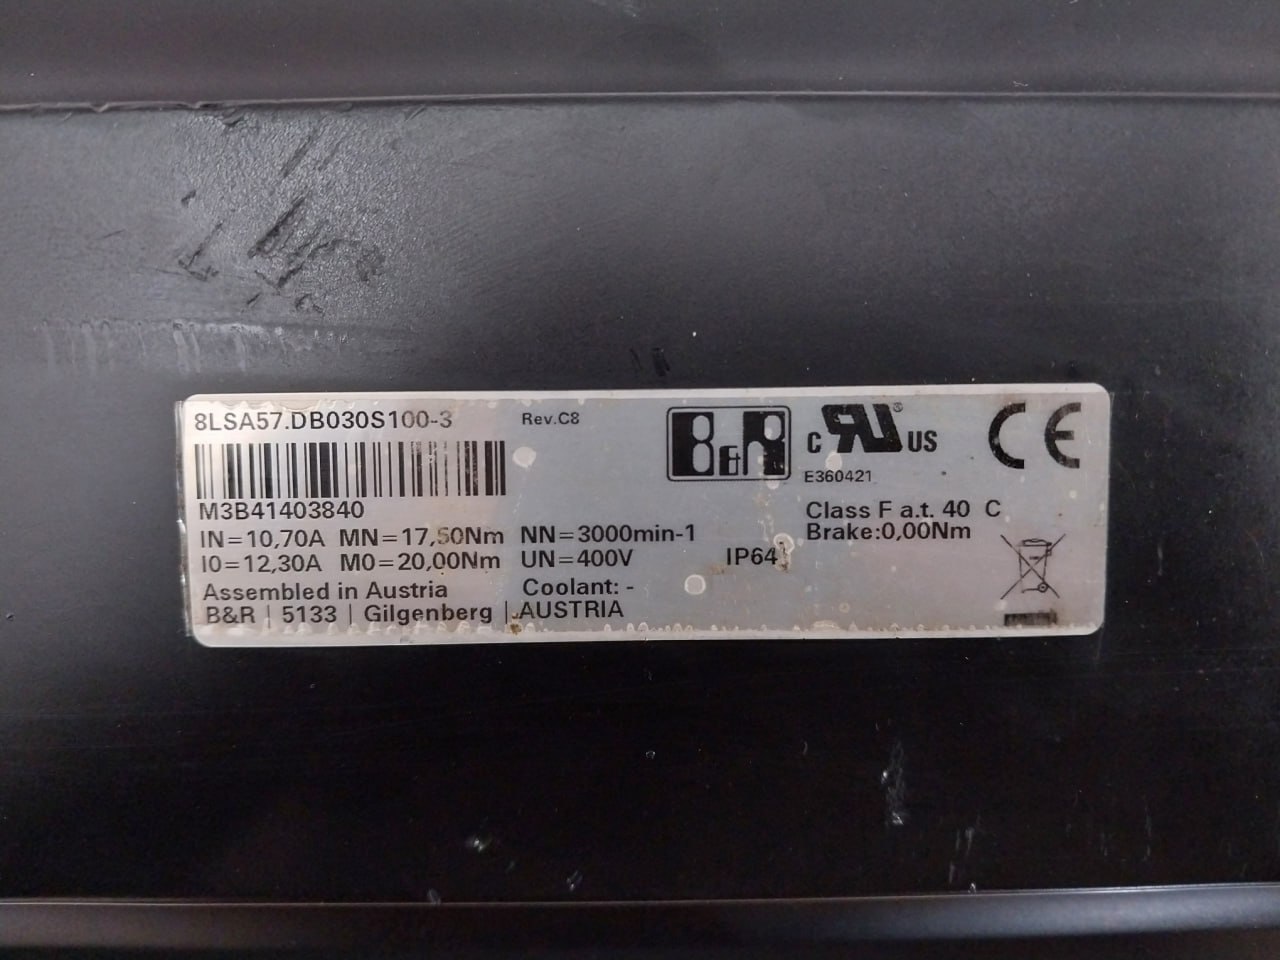 8LSA57.DB030S100-3 Rev.C8
B&R
c RU® US
CE
E360421
M3B41403840
Class F a.t. 40 C
IN=10,70A MN=17,50Nm NN=3000min-1
Brake:0,00Nm
I0=12,30A M0=20,00Nm UN=400V IP64
Assembled in Austria Coolant: -
B&R | 5133 | Gilgenberg | AUSTRIA